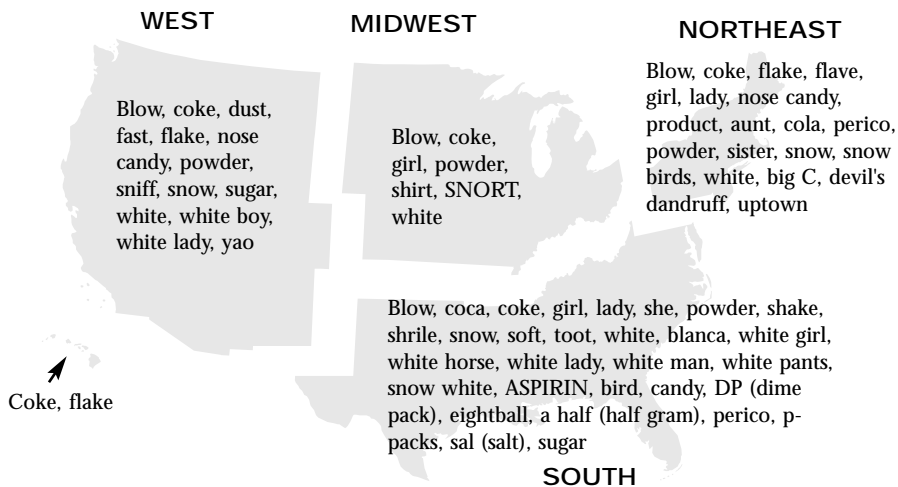 WEST
Blow, coke, dust,
fast, flake, nose
candy, powder,
sniff, snow, sugar,
white, white boy,
white lady, yao
MIDWEST
Blow, coke,
girl, powder,
shirt, SNORT,
white
NORTHEAST
Blow, coke, flake, flave,
girl, lady, nose candy,
product, aunt, cola, perico,
powder, sister, snow, snow
birds, white, big C, devil's
dandruff, uptown
Coke, flake
Blow, coca, coke, girl, lady, she, powder, shake,
shrile, snow, soft, toot, white, blanca, white girl,
white horse, white lady, white man, white pants,
snow white, ASPIRIN, bird, candy, DP (dime
pack), eightball, a half (half gram), perico, p-
packs, sal (salt), sugar
SOUTH